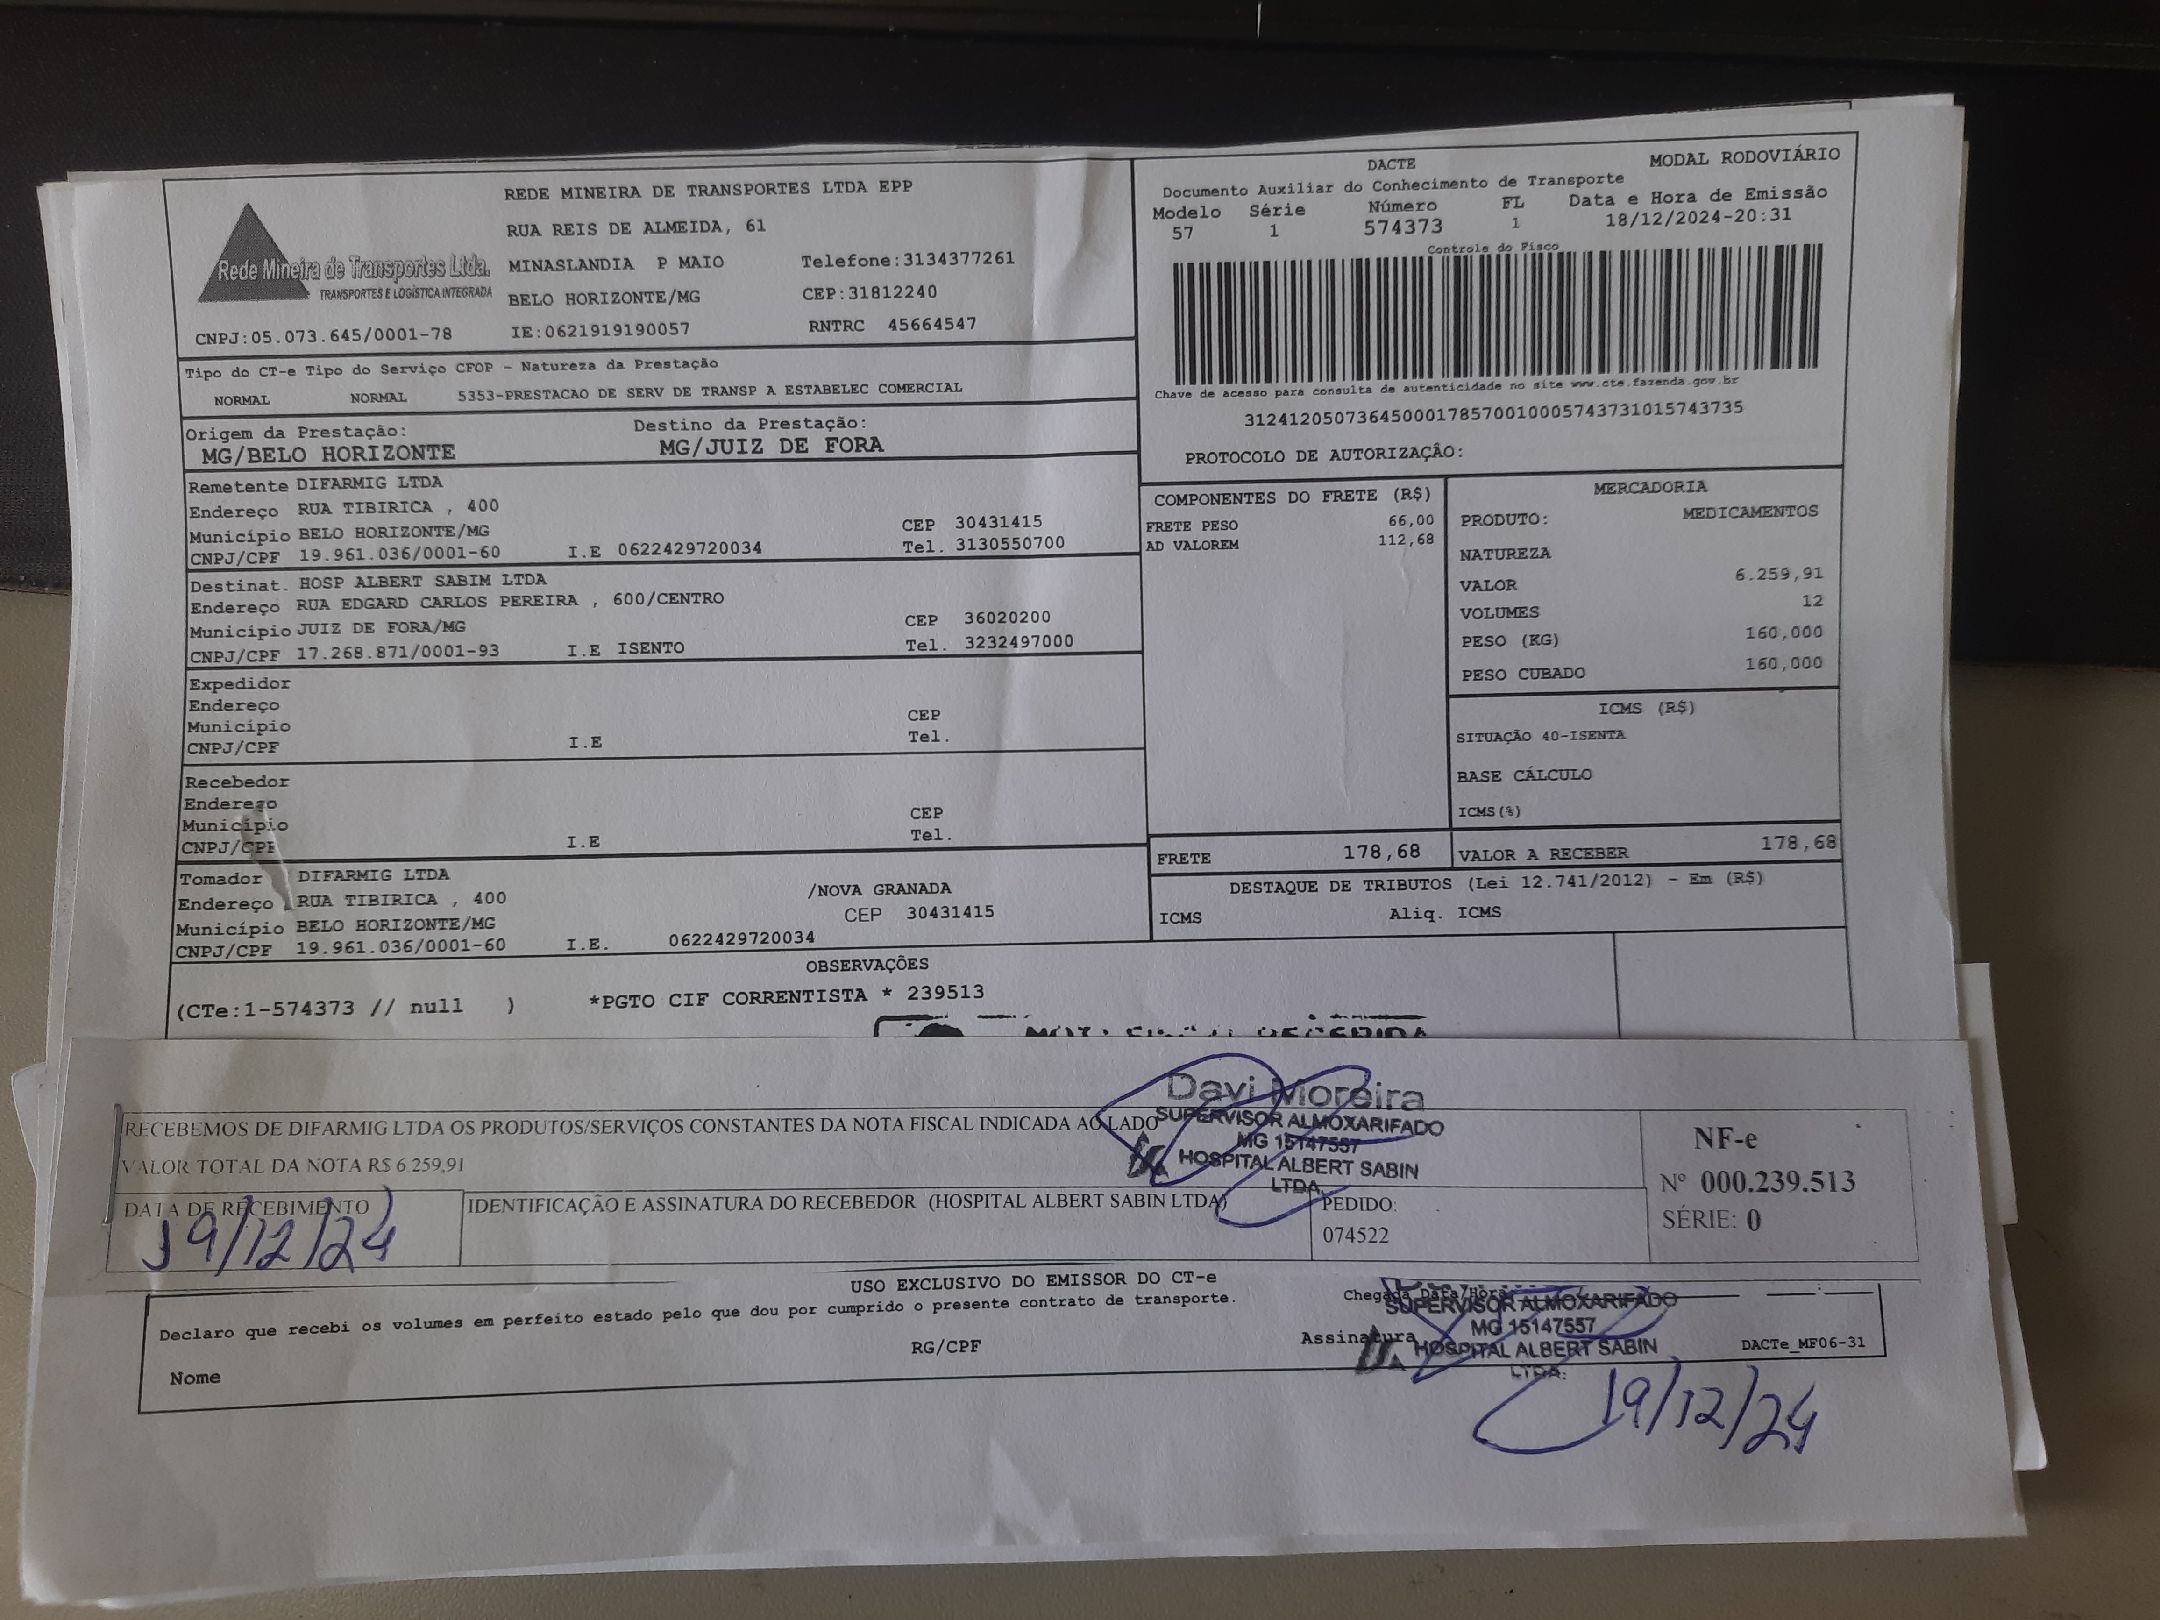 REDE MINEIRA DE TRANSPORTES LTDA EPP
RUA REIS DE ALMEIDA, 61
Rede Mineira de Transportes Ltda.
TRANSPORTES E LOGÍSTICA INTEGRADA
MINASLANDIA P MAIO Telefone:3134377261
BELO HORIZONTE/MG CEP:31812240
CNPJ:05.073.645/0001-78 IE:0621919190057 RNTRC 45664547
DACTE MODAL RODOVIÁRIO
Documento Auxiliar do Conhecimento de Transporte
Modelo Série Número FL Data e Hora de Emissão
57 1 574373 1 18/12/2024-20:31
Controle do Fisco
Chave de acesso para consulta de autenticidade no site www.cte.fazenda.gov.br
31241205073645000178570010005743731015743735
PROTOCOLO DE AUTORIZAÇÃO:
Tipo do CT-e Tipo do Serviço CFOP - Natureza da Prestação
NORMAL NORMAL 5353-PRESTACAO DE SERV DE TRANSP A ESTABELEC COMERCIAL
Origem da Prestação: Destino da Prestação:
MG/BELO HORIZONTE MG/JUIZ DE FORA
Remetente DIFARMIG LTDA
Endereço RUA TIBIRICA , 400
Município BELO HORIZONTE/MG CEP 30431415
CNPJ/CPF 19.961.036/0001-60 I.E 0622429720034 Tel. 3130550700
Destinat. HOSP ALBERT SABIM LTDA
Endereço RUA EDGARD CARLOS PEREIRA , 600/CENTRO
Município JUIZ DE FORA/MG CEP 36020200
CNPJ/CPF 17.268.871/0001-93 I.E ISENTO Tel. 3232497000
Expedidor
Endereço
Município CEP
CNPJ/CPF I.E Tel.
Recebedor
Endereço
Município CEP
CNPJ/CPF I.E Tel.
Tomador DIFARMIG LTDA
Endereço RUA TIBIRICA , 400 /NOVA GRANADA
Município BELO HORIZONTE/MG CEP 30431415
CNPJ/CPF 19.961.036/0001-60 I.E. 0622429720034
COMPONENTES DO FRETE (R$)
FRETE PESO 66,00
AD VALOREM 112,68
MERCADORIA
PRODUTO: MEDICAMENTOS
NATUREZA
VALOR 6.259,91
VOLUMES 12
PESO (KG) 160,000
PESO CUBADO 160,000
ICMS (R$)
SITUAÇÃO 40-ISENTA
BASE CÁLCULO
ICMS(%)
FRETE 178,68 VALOR A RECEBER 178,68
DESTAQUE DE TRIBUTOS (Lei 12.741/2012) - Em (R$)
ICMS Aliq. ICMS
OBSERVAÇÕES
(CTe:1-574373 // null ) *PGTO CIF CORRENTISTA * 239513
Davi Moreira
SUPERVISOR ALMOXARIFADO
MG 15147557
HOSPITAL ALBERT SABIN
LTDA
RECEBEMOS DE DIFARMIG LTDA OS PRODUTOS/SERVIÇOS CONSTANTES DA NOTA FISCAL INDICADA AO LADO
VALOR TOTAL DA NOTA R$ 6.259,91
DATA DE RECEBIMENTO IDENTIFICAÇÃO E ASSINATURA DO RECEBEDOR (HOSPITAL ALBERT SABIN LTDA)
19/12/24
PEDIDO:
074522
NF-e
Nº 000.239.513
SÉRIE: 0
USO EXCLUSIVO DO EMISSOR DO CT-e
Declaro que recebi os volumes em perfeito estado pelo que dou por cumprido o presente contrato de transporte.
Chegada Data/Hora
Nome RG/CPF Assinatura DACTe_MF06-31
SUPERVISOR ALMOXARIFADO
MG 15147557
HOSPITAL ALBERT SABIN
LTDA.
19/12/24